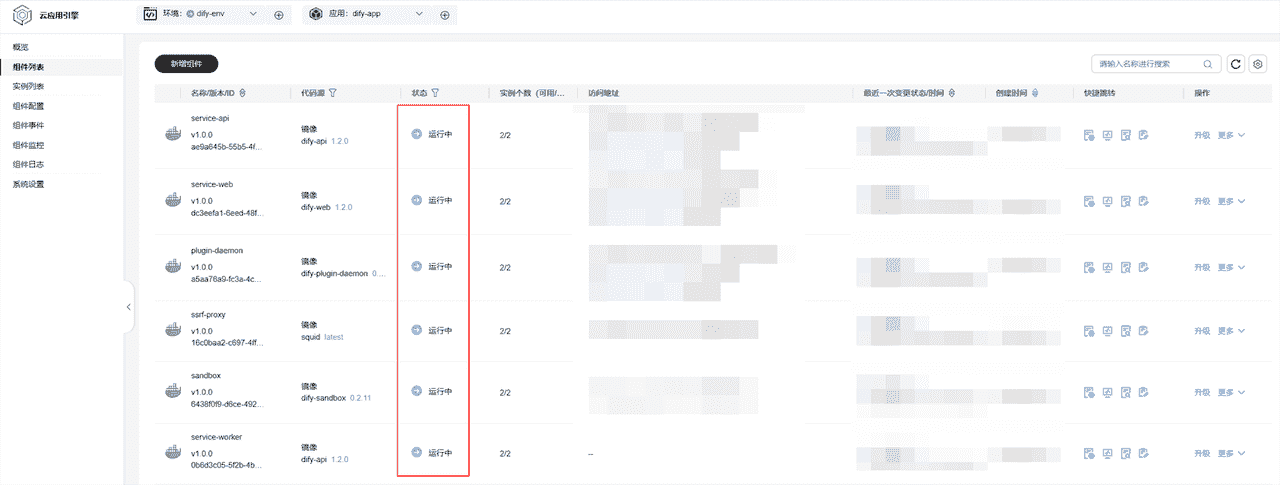 云应用引擎
环境: dify-env
应用: dify-app
概览
组件列表
实例列表
组件配置
组件事件
组件监控
组件日志
系统设置
新增组件
请输入名称进行搜索
名称/版本/ID 代码源 状态 实例个数 (可用/... 访问地址 最近一次变更状态/时间 创建时间 快捷跳转 操作
service-api
v1.0.0
ae9a645b-55b5-4f...
镜像
dify-api 1.2.0
运行中
2/2
升级 更多
service-web
v1.0.0
dc3eefa1-6eed-48f...
镜像
dify-web 1.2.0
运行中
2/2
升级 更多
plugin-daemon
v1.0.0
a5aa76a9-fc3a-4c...
镜像
dify-plugin-daemon 0....
运行中
2/2
升级 更多
ssrf-proxy
v1.0.0
16c0baa2-c697-4ff...
镜像
squid latest
运行中
2/2
升级 更多
sandbox
v1.0.0
6438f0f9-d6ce-492...
镜像
dify-sandbox 0.2.11
运行中
2/2
升级 更多
service-worker
v1.0.0
0b6d3c05-5f2b-4b...
镜像
dify-api 1.2.0
运行中
2/2
--
升级 更多